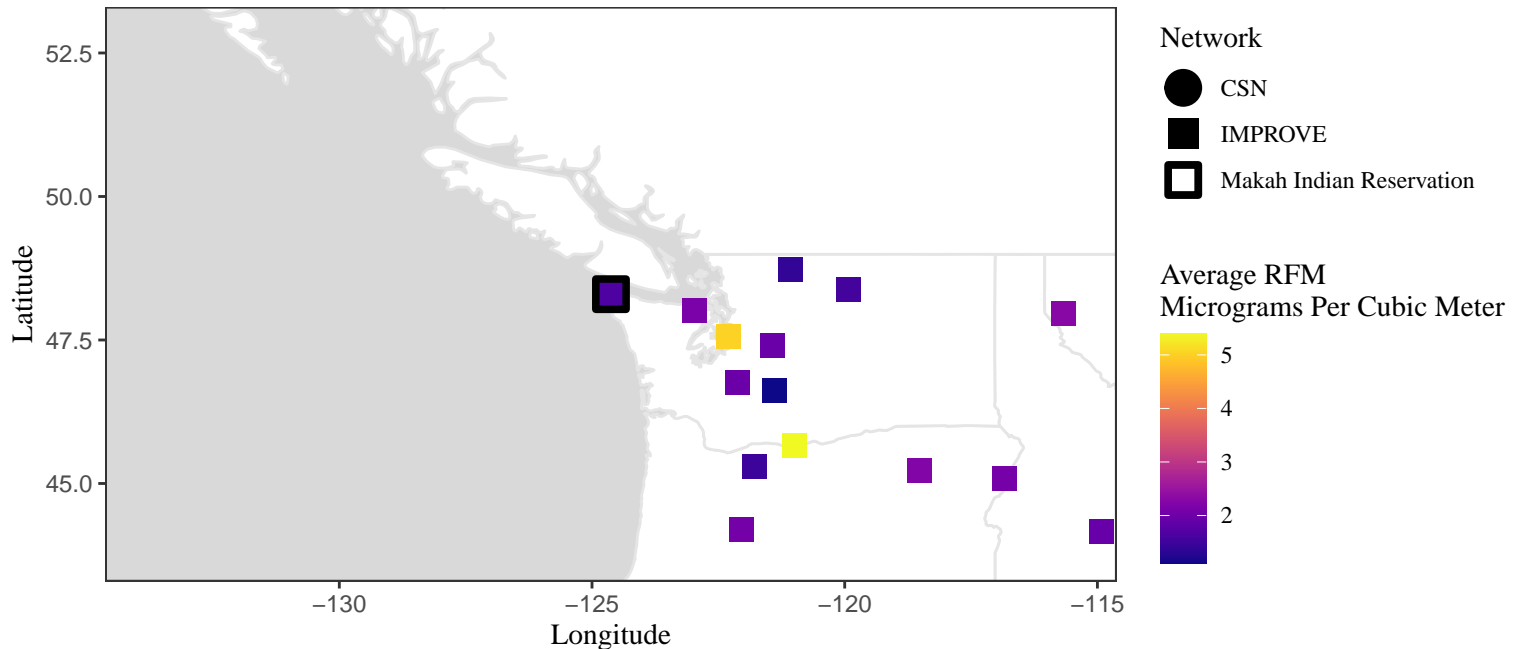 52.5
50.0
47.5
45.0
Latitude
−130
−125
−120
−115
Longitude
Network
CSN
IMPROVE
Makah Indian Reservation
Average RFM
Micrograms Per Cubic Meter
5
4
3
2